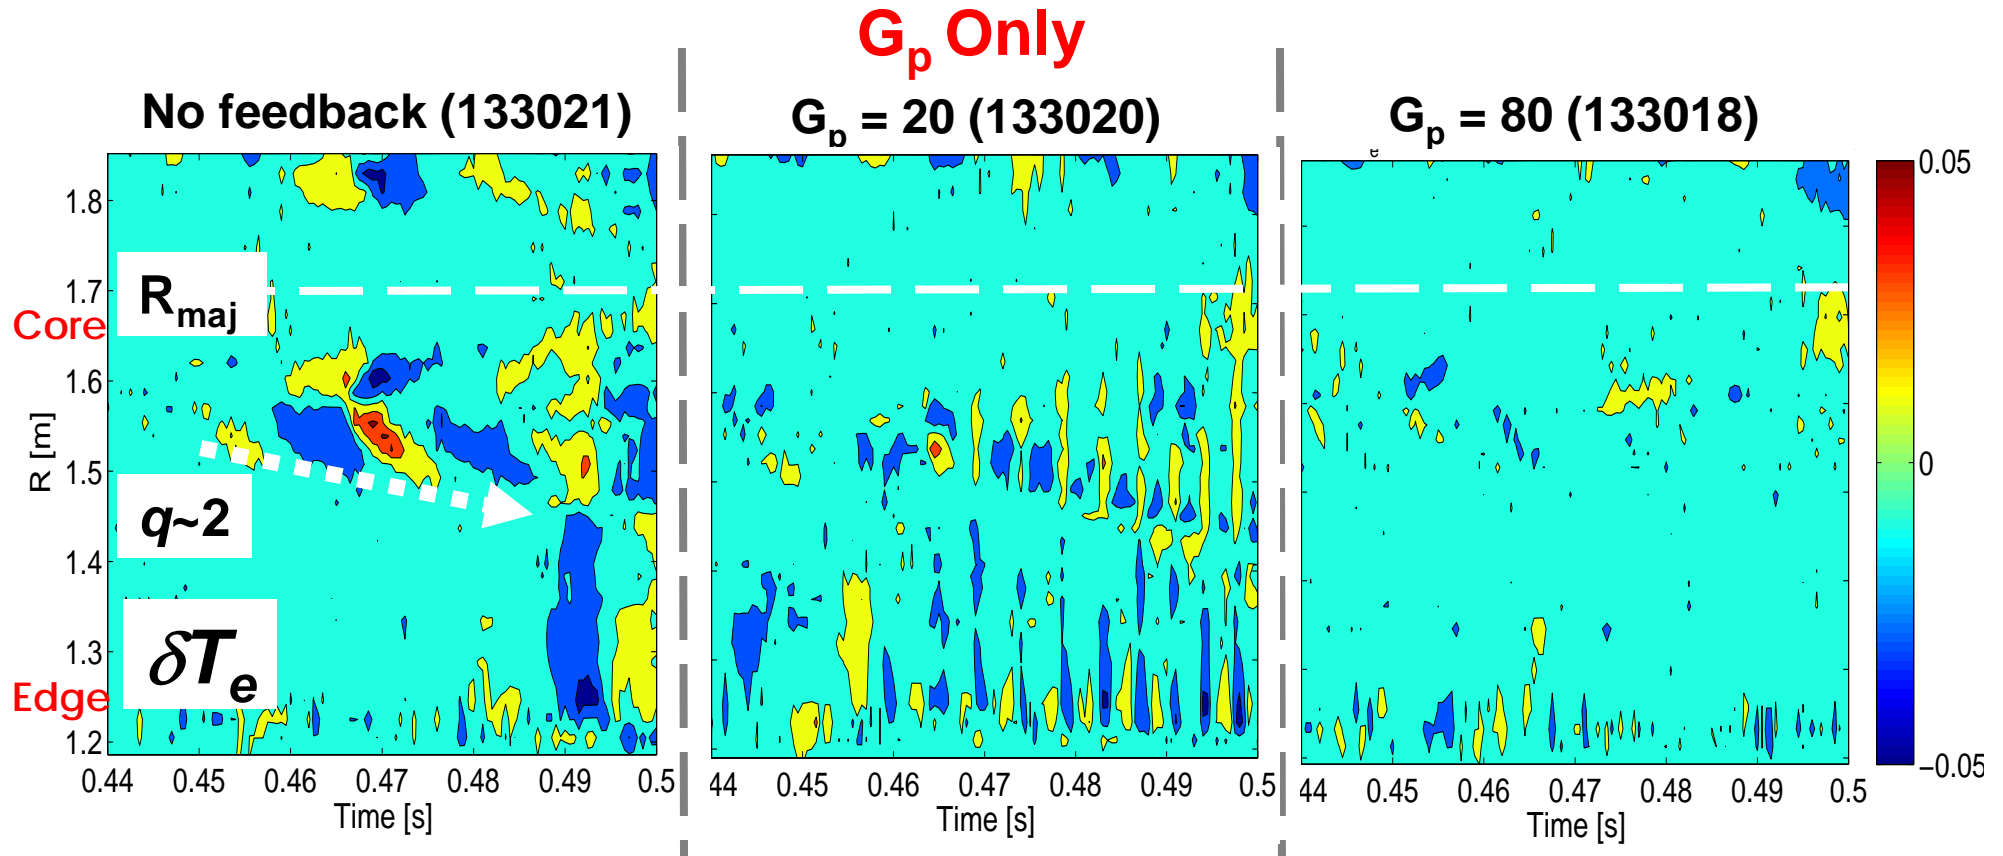 Gp Only
No feedback (133021)
Gp = 20 (133020)
Gp = 80 (133018)
e
1.8
1.7
1.6
1.5
1.4
1.3
1.2
R [m]
Core
Edge
Rmaj
q~2
δTe
0.44 0.45 0.46 0.47 0.48 0.49 0.5
Time [s]
44 0.45 0.46 0.47 0.48 0.49 0.5
Time [s]
44 0.45 0.46 0.47 0.48 0.49 0.5
Time [s]
0.05
0
−0.05